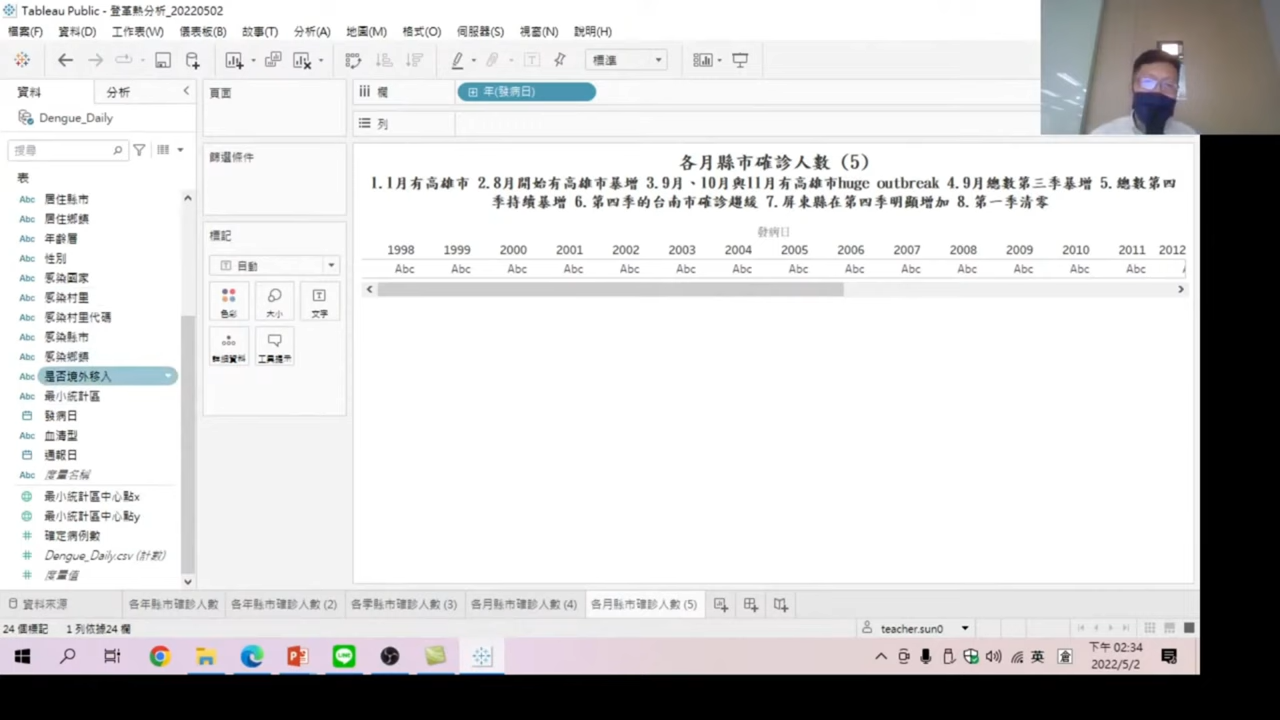 Tableau Public - 登革熱分析_20220502
檔案(F) 資料(D) 工作表(W) 儀表板(B) 故事(T) 分析(A) 地圖(M) 格式(O) 伺服器(S) 視窗(N) 說明(H)
標準
資料 分析
Dengue_Daily
搜尋
表
Abc 居住縣市
Abc 居住鄉鎮
Abc 年齡層
Abc 性別
Abc 感染國家
Abc 感染村里
Abc 感染村里代碼
Abc 感染縣市
Abc 感染鄉鎮
Abc 是否境外移入
Abc 最小統計區
發病日
Abc 血清型
通報日
Abc 度量名稱
最小統計區中心點x
最小統計區中心點y
確定病例數
Dengue_Daily.csv (計數)
度量值
頁面
篩選條件
標記
自動
色彩 大小 文字
詳細資料 工具提示
欄 年(發病日)
列
各月縣市確診人數 (5)
1.1月有高雄市 2.8月開始有高雄市暴增 3.9月、10月與11月有高雄市huge outbreak 4.9月總數第三季暴增 5.總數第四
季持續暴增 6.第四季的台南市確診趨緩 7.屏東縣在第四季明顯增加 8.第一季清零
發病日
1998 1999 2000 2001 2002 2003 2004 2005 2006 2007 2008 2009 2010 2011 2012
Abc Abc Abc Abc Abc Abc Abc Abc Abc Abc Abc Abc Abc Abc
資料來源 各年縣市確診人數 各年縣市確診人數 (2) 各季縣市確診人數 (3) 各月縣市確診人數 (4) 各月縣市確診人數 (5)
24 個標記 1 列依據24 欄 teacher.sun0
英 下午 02:34
2022/5/2